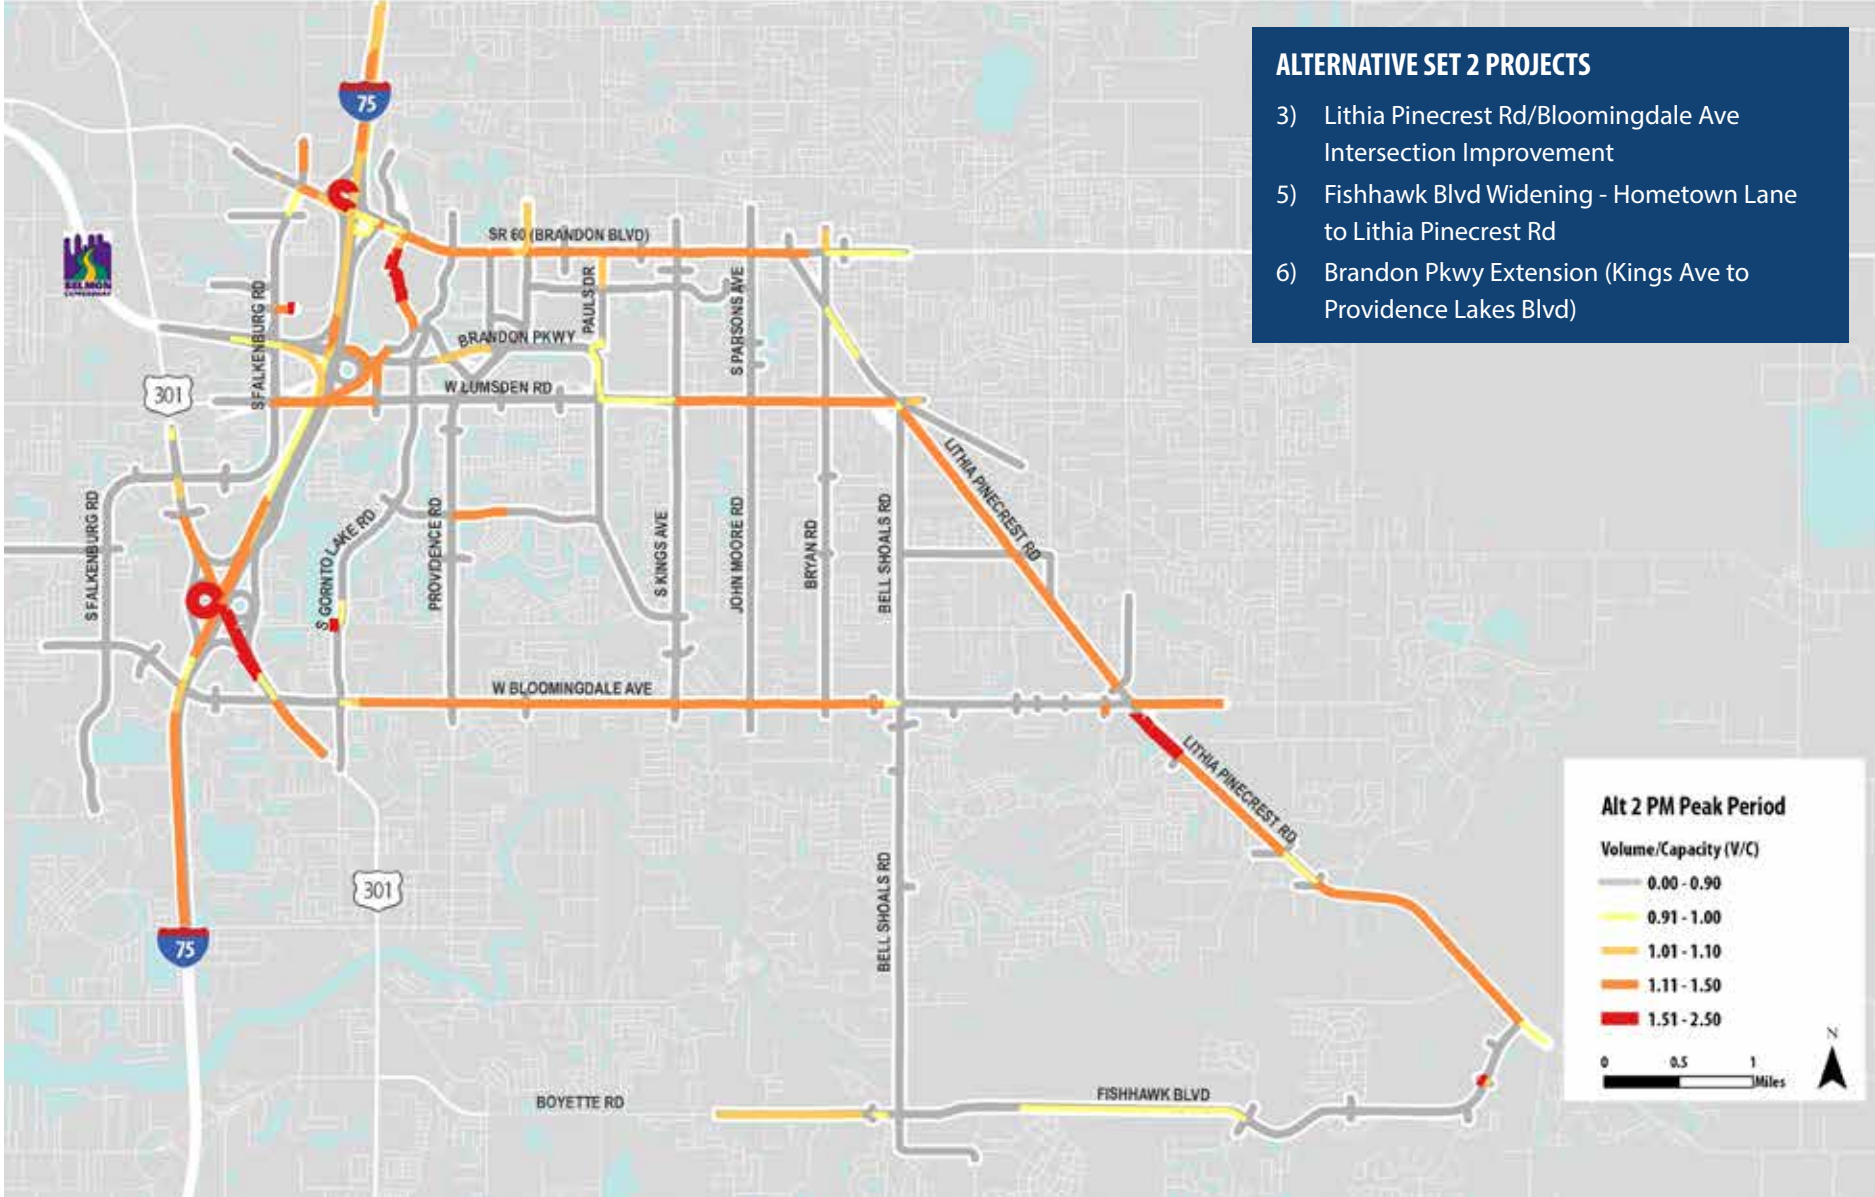 ALTERNATIVE SET 2 PROJECTS
3) Lithia Pinecrest Rd/Bloomingdale Ave
Intersection Improvement
5) Fishhawk Blvd Widening - Hometown Lane
to Lithia Pinecrest Rd
6) Brandon Pkwy Extension (Kings Ave to
Providence Lakes Blvd)
75
SR 60 (BRANDON BLVD)
SELMON
S FALKENBURG RD
PAULS DR
S PARSONS AVE
BRANDON PKWY
W LUMSDEN RD
301
LITHIA PINECREST RD
S FALKENBURG RD
S GORNTO LAKE RD
PROVIDENCE RD
S KINGS AVE
JOHN MOORE RD
BRYAN RD
BELL SHOALS RD
W BLOOMINGDALE AVE
LITHIA PINECREST RD
301
BELL SHOALS RD
75
BOYETTE RD
FISHHAWK BLVD
Alt 2 PM Peak Period
Volume/Capacity (V/C)
0.00 - 0.90
0.91 - 1.00
1.01 - 1.10
1.11 - 1.50
1.51 - 2.50
N
0 0.5 1
Miles